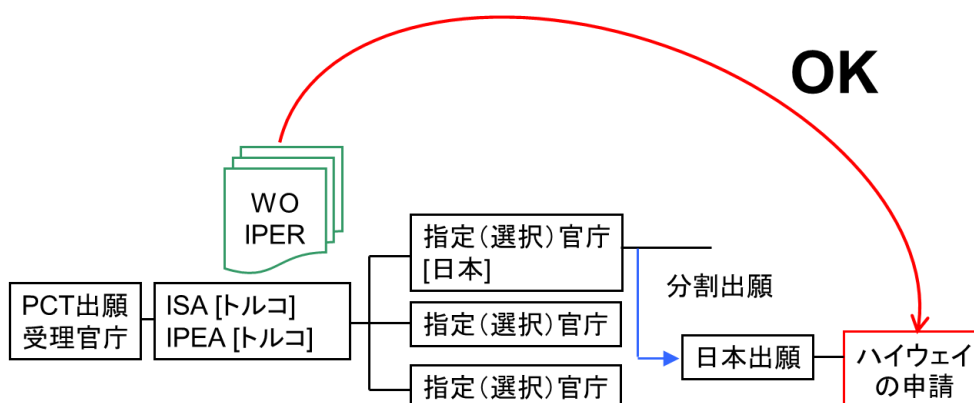 OK
WO
IPER
指定(選択)官庁
[日本]
分割出願
PCT出願
受理官庁
ISA [トルコ]
IPEA [トルコ]
指定(選択)官庁
日本出願
ハイウェイ
の申請
指定(選択)官庁